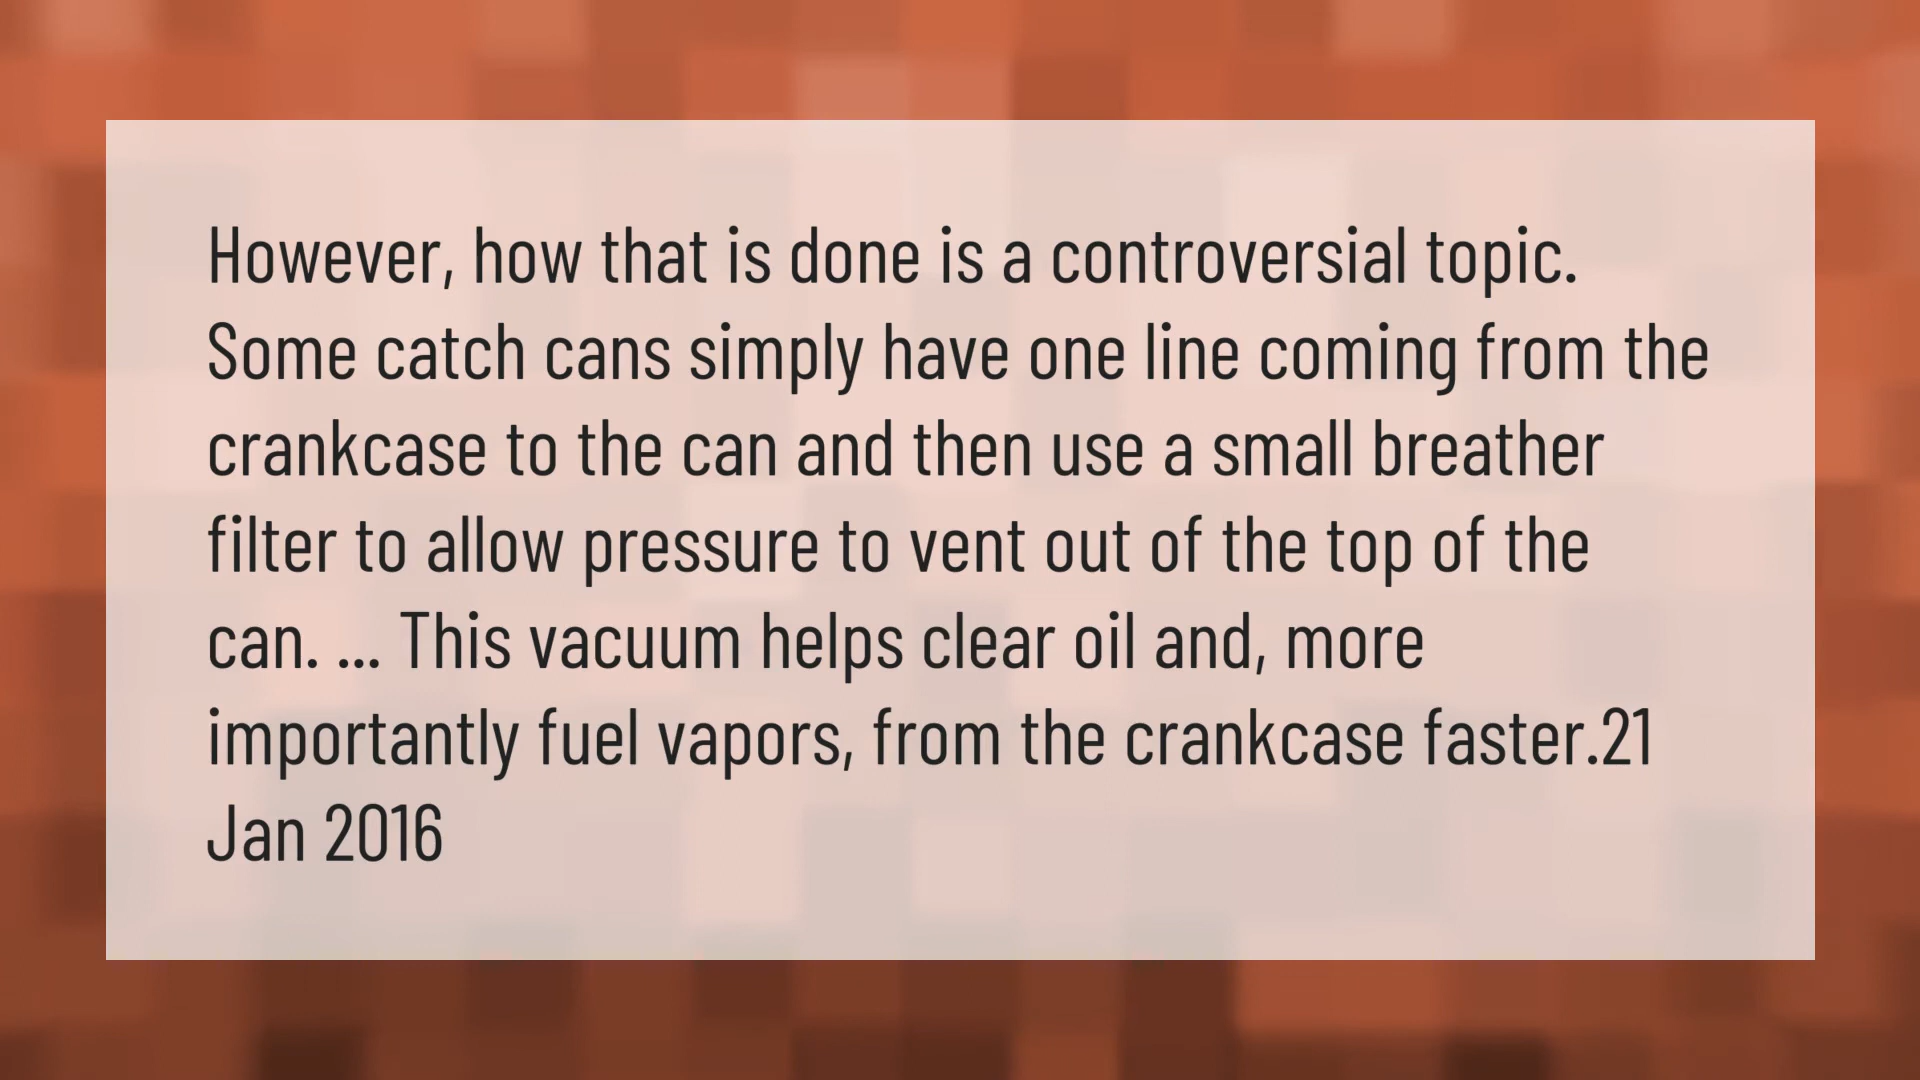 However, how that is done is a controversial topic.
Some catch cans simply have one line coming from the
crankcase to the can and then use a small breather
filter to allow pressure to vent out of the top of the
can. ... This vacuum helps clear oil and, more
importantly fuel vapors, from the crankcase faster.21
Jan 2016